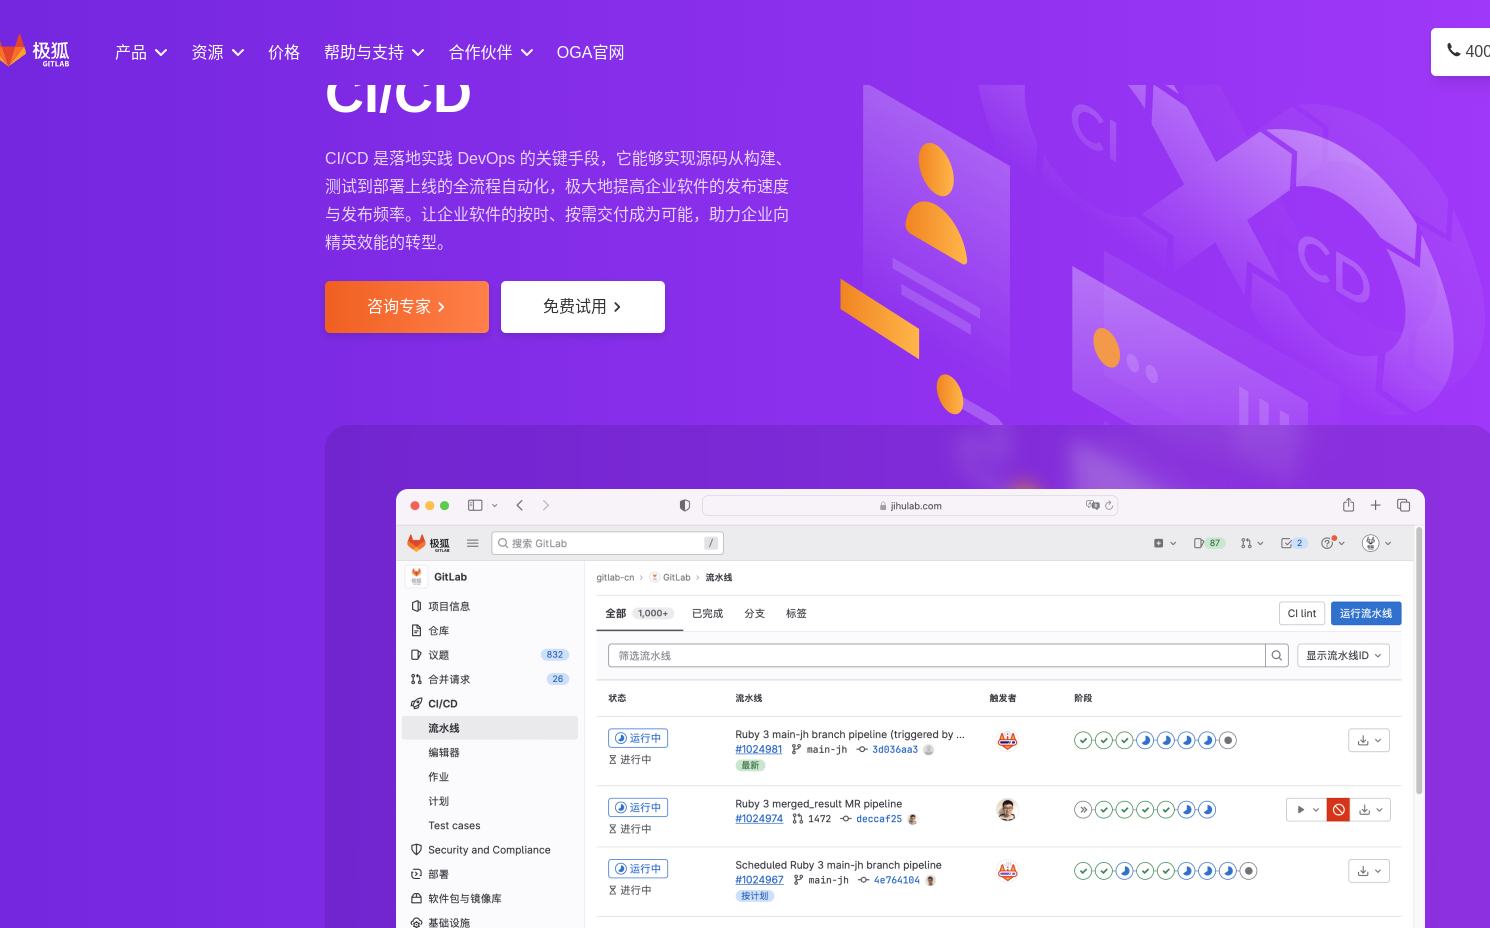 极狐
GITLAB
产品
资源
价格
帮助与支持
合作伙伴
OGA官网
400
CI/CD
CI/CD 是落地实践 DevOps 的关键手段，它能够实现源码从构建、
测试到部署上线的全流程自动化，极大地提高企业软件的发布速度
与发布频率。让企业软件的按时、按需交付成为可能，助力企业向
精英效能的转型。
咨询专家
免费试用
CI
CD
jihulab.com
极狐
GITLAB
搜索 GitLab
/
87
2
GitLab
项目信息
仓库
议题 832
合并请求 26
CI/CD
流水线
编辑器
作业
计划
Test cases
Security and Compliance
部署
软件包与镜像库
基础设施
gitlab-cn › GitLab › 流水线
全部 1,000+ 已完成 分支 标签
CI lint
运行流水线
筛选流水线
显示流水线ID
状态 流水线 触发者 阶段
运行中
进行中
Ruby 3 main-jh branch pipeline (triggered by ...
#1024981 main-jh 3d036aa3
最新
运行中
进行中
Ruby 3 merged_result MR pipeline
#1024974 1472 deccaf25
运行中
进行中
Scheduled Ruby 3 main-jh branch pipeline
#1024967 main-jh 4e764104
按计划